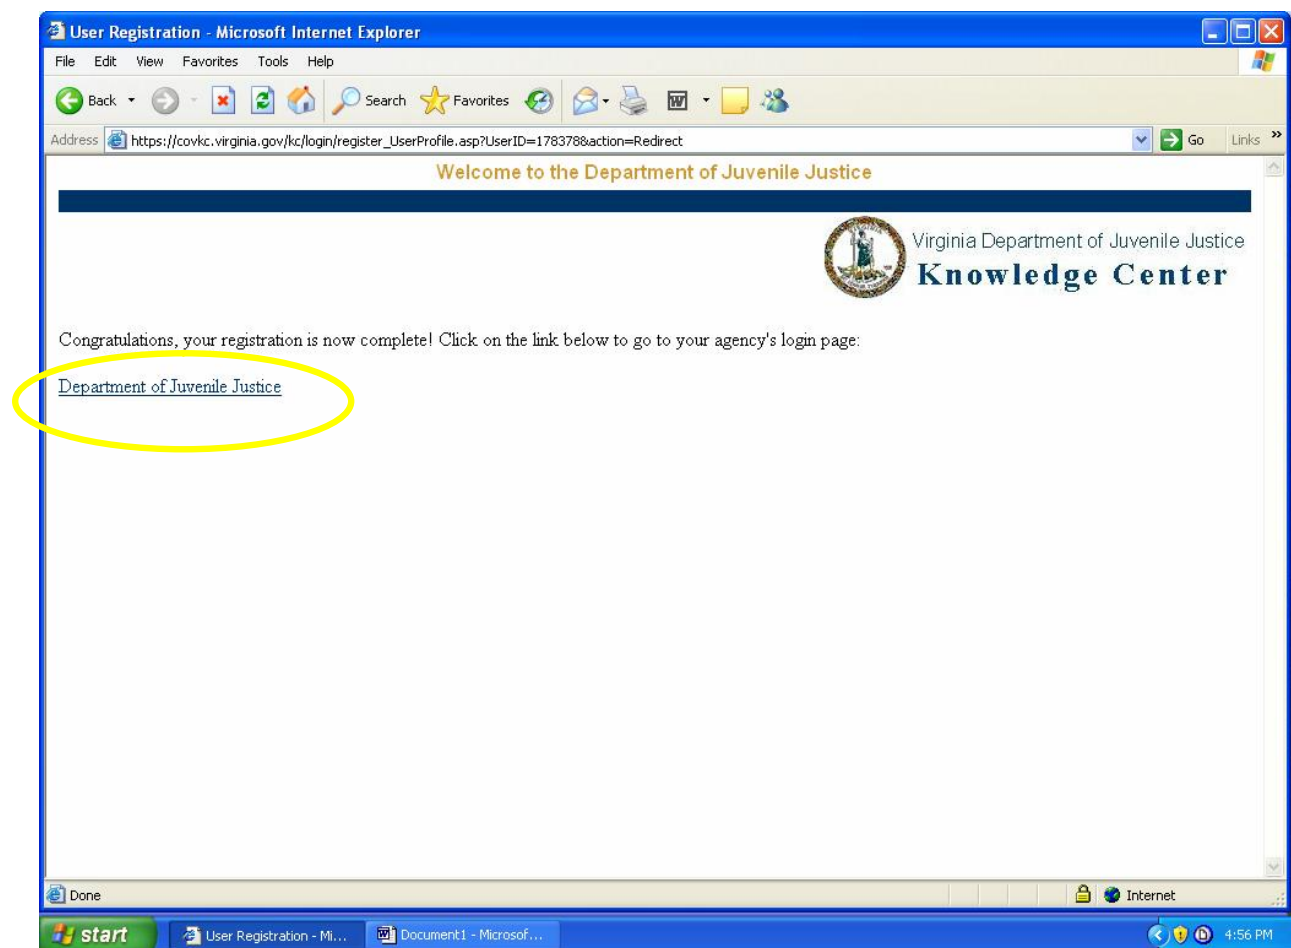 User Registration - Microsoft Internet Explorer
File Edit View Favorites Tools Help
Back Search Favorites
Address https://covkc.virginia.gov/kc/login/register_UserProfile.asp?UserID=178378&action=Redirect Go Links »
Welcome to the Department of Juvenile Justice
Virginia Department of Juvenile Justice
Knowledge Center
Congratulations, your registration is now complete! Click on the link below to go to your agency's login page:
Department of Juvenile Justice
Done Internet
start User Registration - Mi... Document1 - Microsof... 4:56 PM